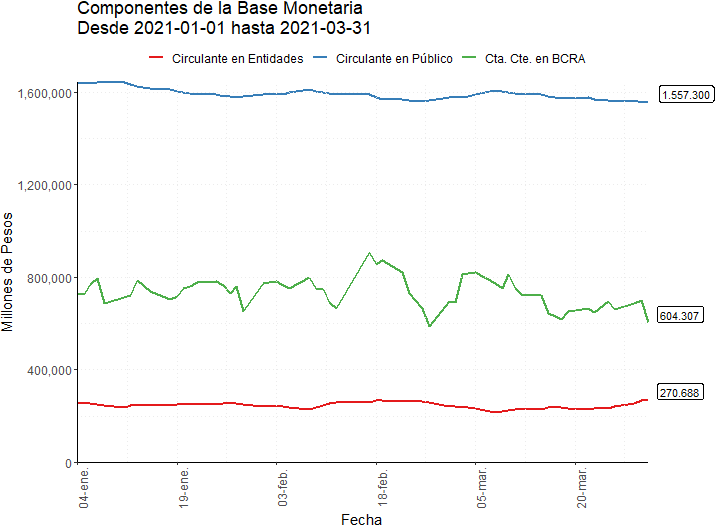 Componentes de la Base Monetaria
Desde 2021-01-01 hasta 2021-03-31
Circulante en Entidades Circulante en Público Cta. Cte. en BCRA
Millones de Pesos
1,600,000
1,200,000
800,000
400,000
0
1.557.300
604.307
270.688
04-ene.
19-ene.
03-feb.
18-feb.
05-mar.
20-mar.
Fecha